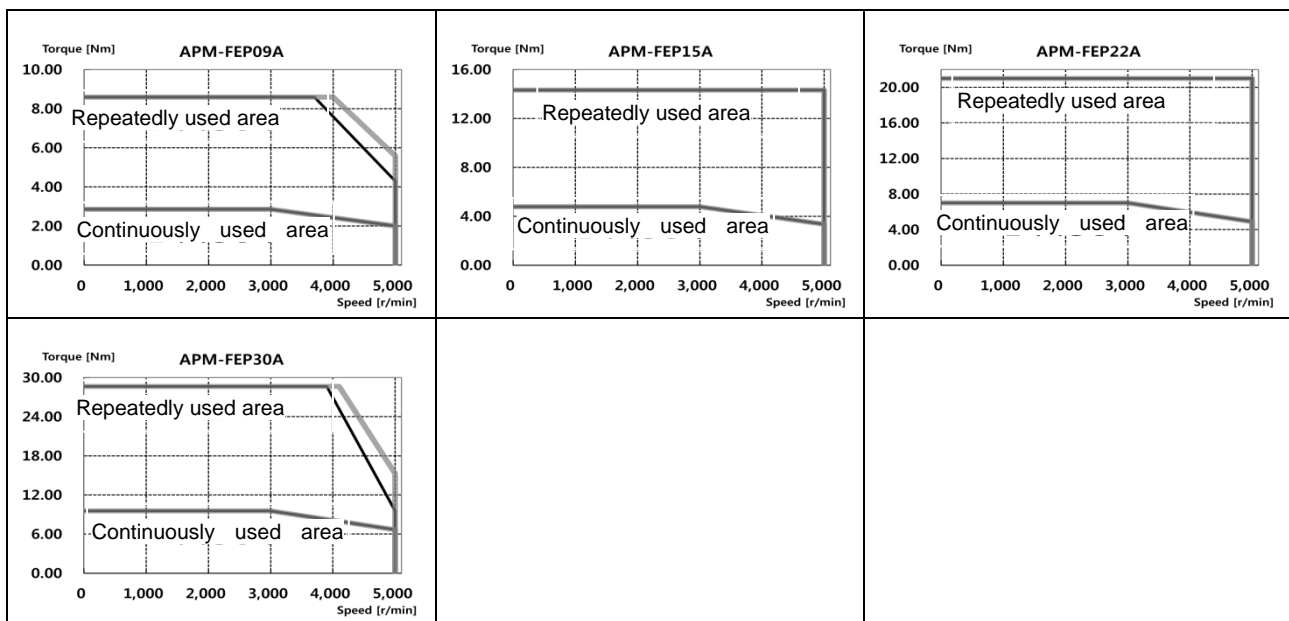 Torque [Nm] APM-FEP09A
10.00
8.60
8.00
Repeatedly used area
6.00
4.00
2.00
Continuously used area
0.00
0 1,000 2,000 3,000 4,000 5,000
Speed [r/min]
Torque [Nm] APM-FEP15A
16.00
12.00
Repeatedly used area
8.00
4.00
Continuously used area
0.00
0 1,000 2,000 3,000 4,000 5,000
Speed [r/min]
Torque [Nm] APM-FEP22A
20.00
Repeatedly used area
16.00
12.00
8.00
4.00
Continuously used area
0.00
0 1,000 2,000 3,000 4,000 5,000
Speed [r/min]
Torque [Nm] APM-FEP30A
30.00
Repeatedly used area
24.00
18.00
12.00
6.00
Continuously used area
0.00
0 1,000 2,000 3,000 4,000 5,000
Speed [r/min]